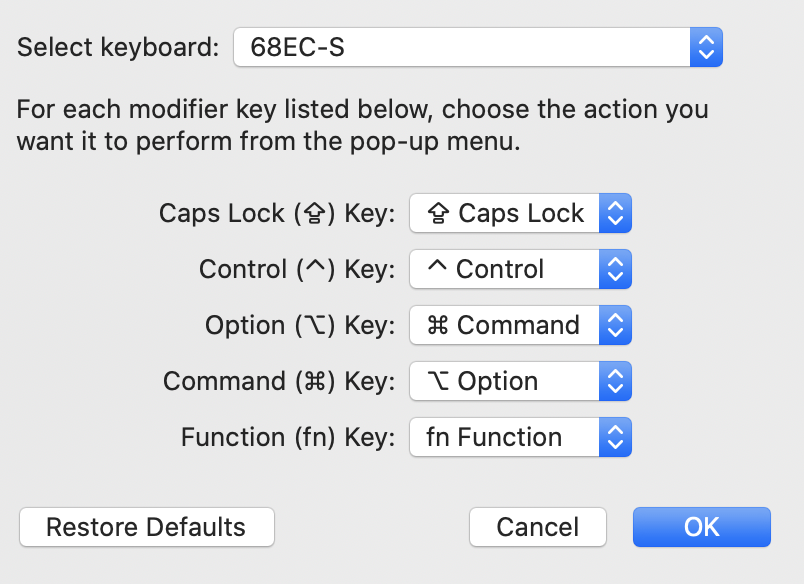 Select keyboard: 68EC-S
For each modifier key listed below, choose the action you
want it to perform from the pop-up menu.
Caps Lock (⇪) Key: ⇪ Caps Lock
Control (^) Key: ^ Control
Option (⌥) Key: ⌘ Command
Command (⌘) Key: ⌥ Option
Function (fn) Key: fn Function
Restore Defaults Cancel OK